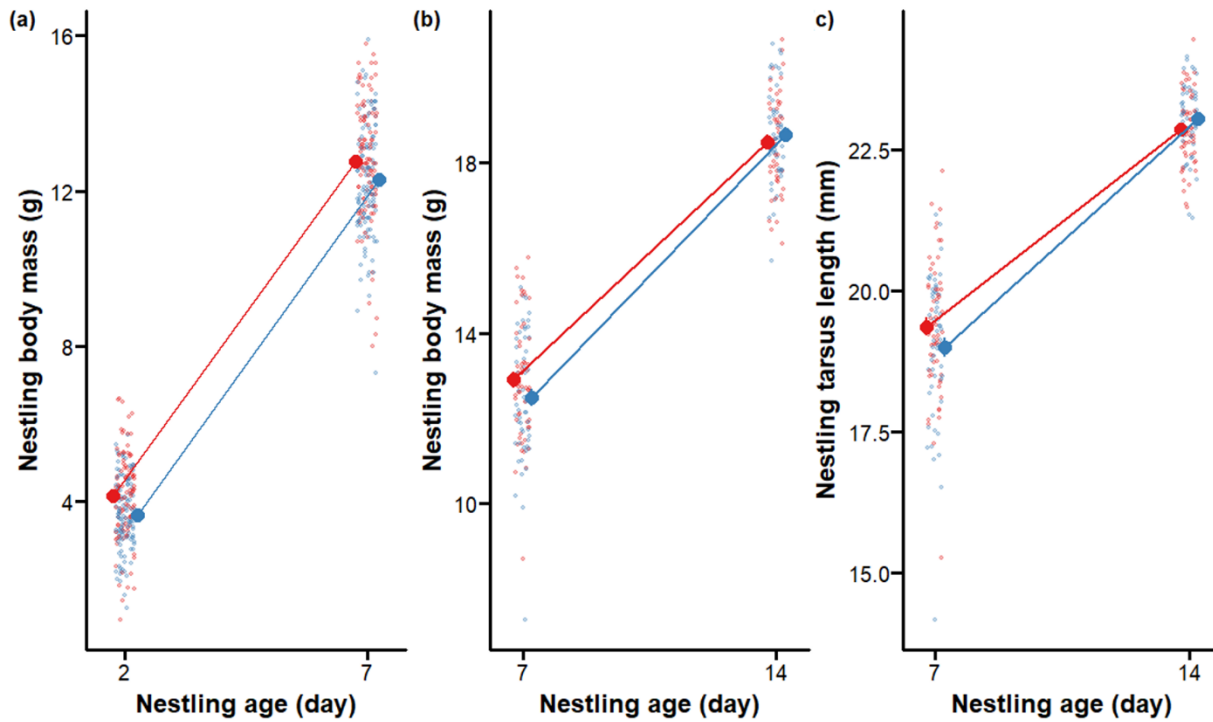 (a)
Nestling body mass (g)
16
12
8
4
2
7
Nestling age (day)
(b)
Nestling body mass (g)
18
14
10
7
14
Nestling age (day)
c)
Nestling tarsus length (mm)
22.5
20.0
17.5
15.0
7
14
Nestling age (day)